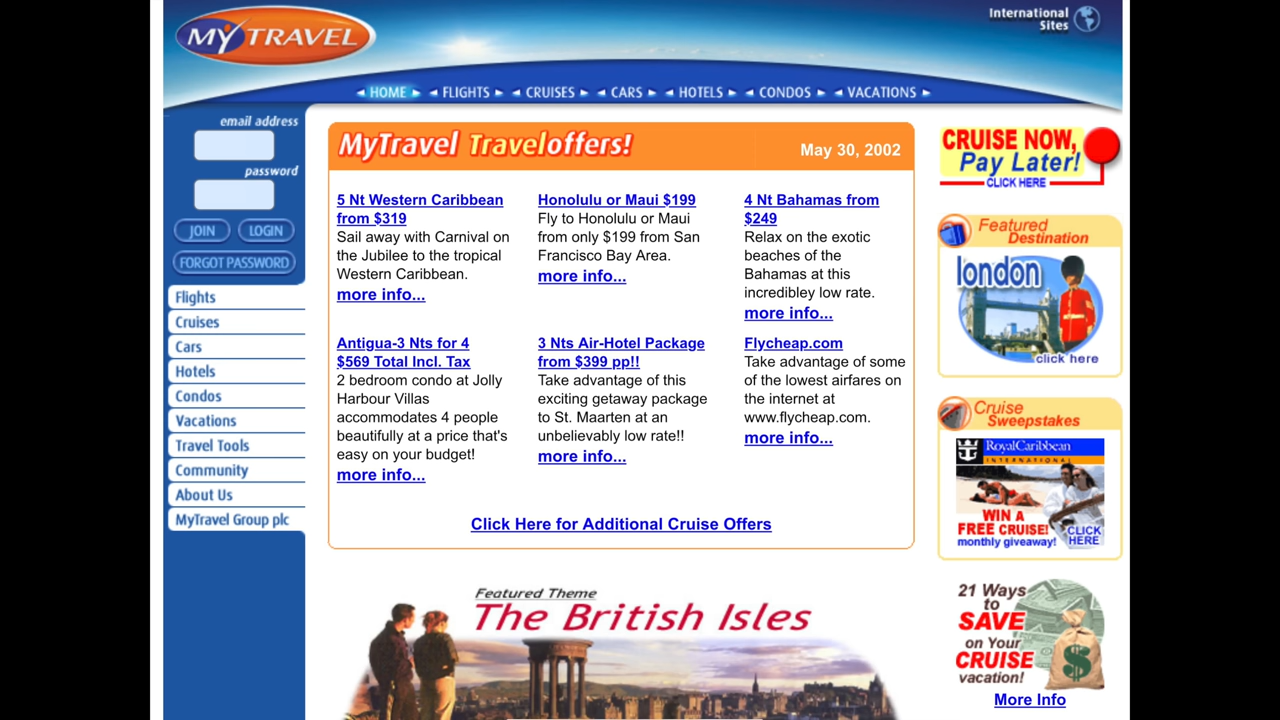 MYTRAVEL
International
Sites
HOME
FLIGHTS
CRUISES
CARS
HOTELS
CONDOS
VACATIONS
email address
password
JOIN
LOGIN
FORGOT PASSWORD
Flights
Cruises
Cars
Hotels
Condos
Vacations
Travel Tools
Community
About Us
MyTravel Group plc
MyTravel Traveloffers!
May 30, 2002
5 Nt Western Caribbean
from $319
Sail away with Carnival on
the Jubilee to the tropical
Western Caribbean.
more info...
Honolulu or Maui $199
Fly to Honolulu or Maui
from only $199 from San
Francisco Bay Area.
more info...
4 Nt Bahamas from
$249
Relax on the exotic
beaches of the
Bahamas at this
incredibley low rate.
more info...
Antigua-3 Nts for 4
$569 Total Incl. Tax
2 bedroom condo at Jolly
Harbour Villas
accommodates 4 people
beautifully at a price that's
easy on your budget!
more info...
3 Nts Air-Hotel Package
from $399 pp!!
Take advantage of this
exciting getaway package
to St. Maarten at an
unbelievably low rate!!
more info...
Flycheap.com
Take advantage of some
of the lowest airfares on
the internet at
www.flycheap.com.
more info...
Click Here for Additional Cruise Offers
Featured Theme
The British Isles
CRUISE NOW,
Pay Later!
CLICK HERE
Featured
Destination
london
click here
Cruise
Sweepstakes
RoyalCaribbean
INTERNATIONAL
WIN A
FREE CRUISE!
monthly giveaway!
CLICK
HERE
21 Ways
to
SAVE
on Your
CRUISE
vacation!
$
More Info